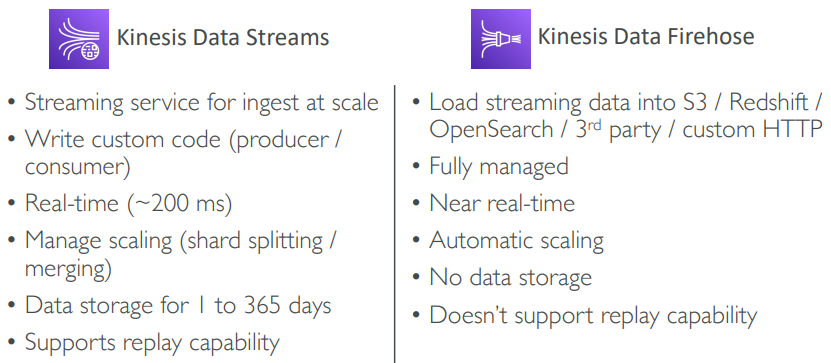 Kinesis Data Streams
• Streaming service for ingest at scale
• Write custom code (producer /
consumer)
• Real-time (~200 ms)
• Manage scaling (shard splitting /
merging)
• Data storage for 1 to 365 days
• Supports replay capability
Kinesis Data Firehose
• Load streaming data into S3 / Redshift /
OpenSearch / 3rd party / custom HTTP
• Fully managed
• Near real-time
• Automatic scaling
• No data storage
• Doesn't support replay capability